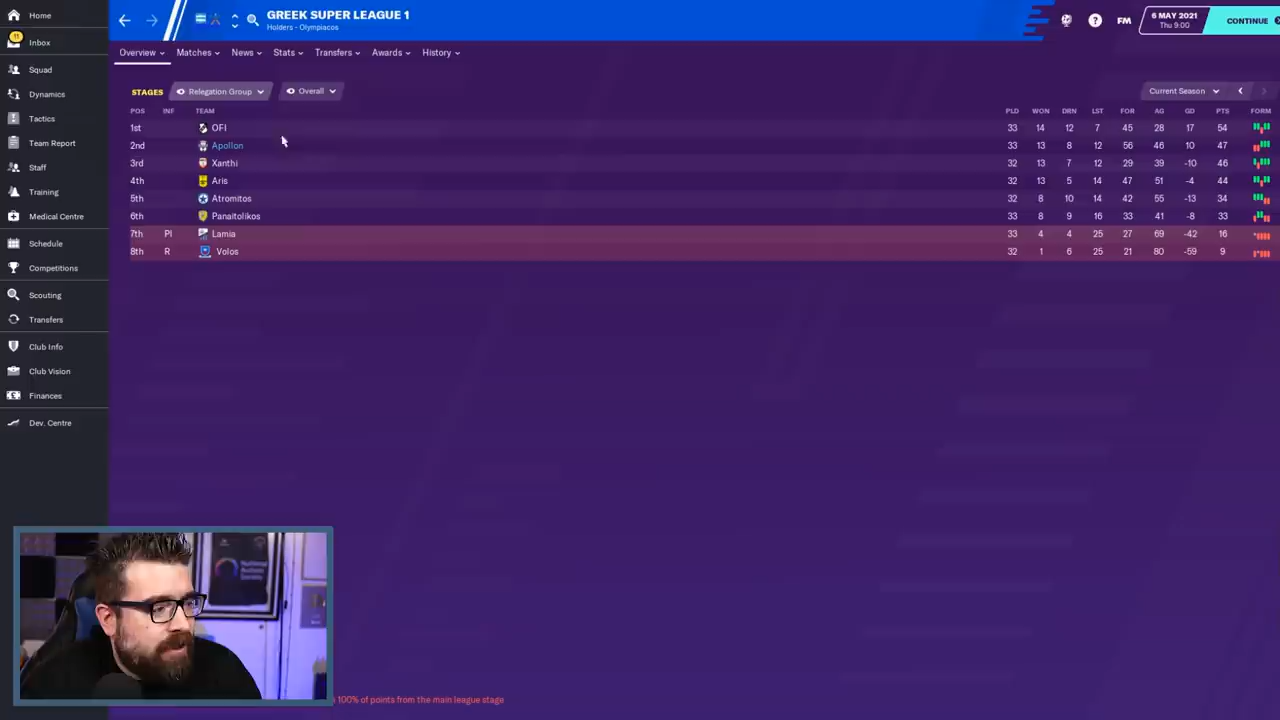 GREEK SUPER LEAGUE 1
Holders - Olympiacos
6 MAY 2021
Thu 9:00
CONTINUE
FM
Home
11
Inbox
Squad
Dynamics
Tactics
Team Report
Staff
Training
Medical Centre
Schedule
Competitions
Scouting
Transfers
Club Info
Club Vision
Finances
Dev. Centre
Overview Matches News Stats Transfers Awards History
STAGES Relegation Group Overall Current Season
POS INF TEAM PLD WON DRN LST FOR AG GD PTS FORM
1st OFI 33 14 12 7 45 28 17 54
2nd Apollon 33 13 8 12 56 46 10 47
3rd Xanthi 32 13 7 12 29 39 -10 46
4th Aris 32 13 5 14 47 51 -4 44
5th Atromitos 32 8 10 14 42 55 -13 34
6th Panaitolikos 33 8 9 16 33 41 -8 33
7th Pl Lamia 33 4 4 25 27 69 -42 16
8th R Volos 32 1 6 25 21 80 -59 9
100% of points from the main league stage